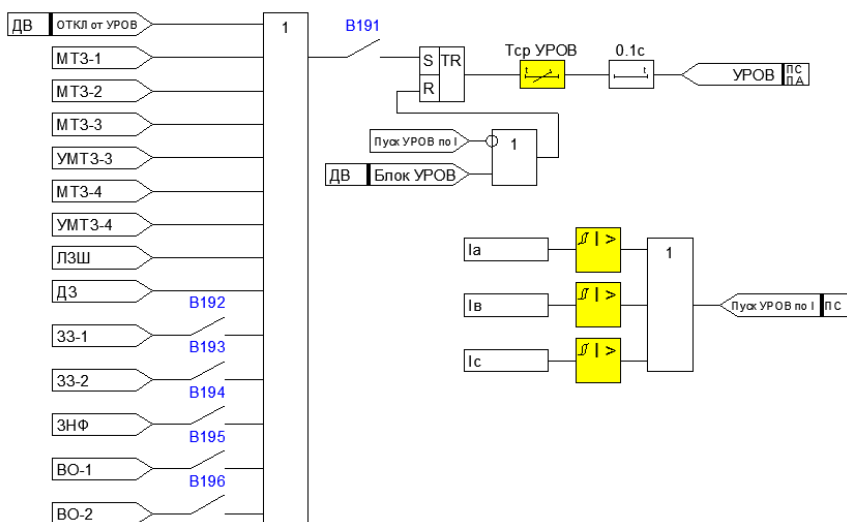 ДВ ОТКЛ от УРОВ
1
В191
МТЗ-1
S TR
R
Тср УРОВ
t
0.1с
t
УРОВ
ПС
ПА
МТЗ-2
МТЗ-3
Пуск УРОВ по I
1
УМТЗ-3
ДВ Блок УРОВ
МТЗ-4
УМТЗ-4
ЛЗШ
ДЗ
Iа
I >
1
Iв
I >
Пуск УРОВ по I ПС
Iс
I >
В192
ЗЗ-1
В193
ЗЗ-2
В194
ЗНФ
В195
ВО-1
В196
ВО-2